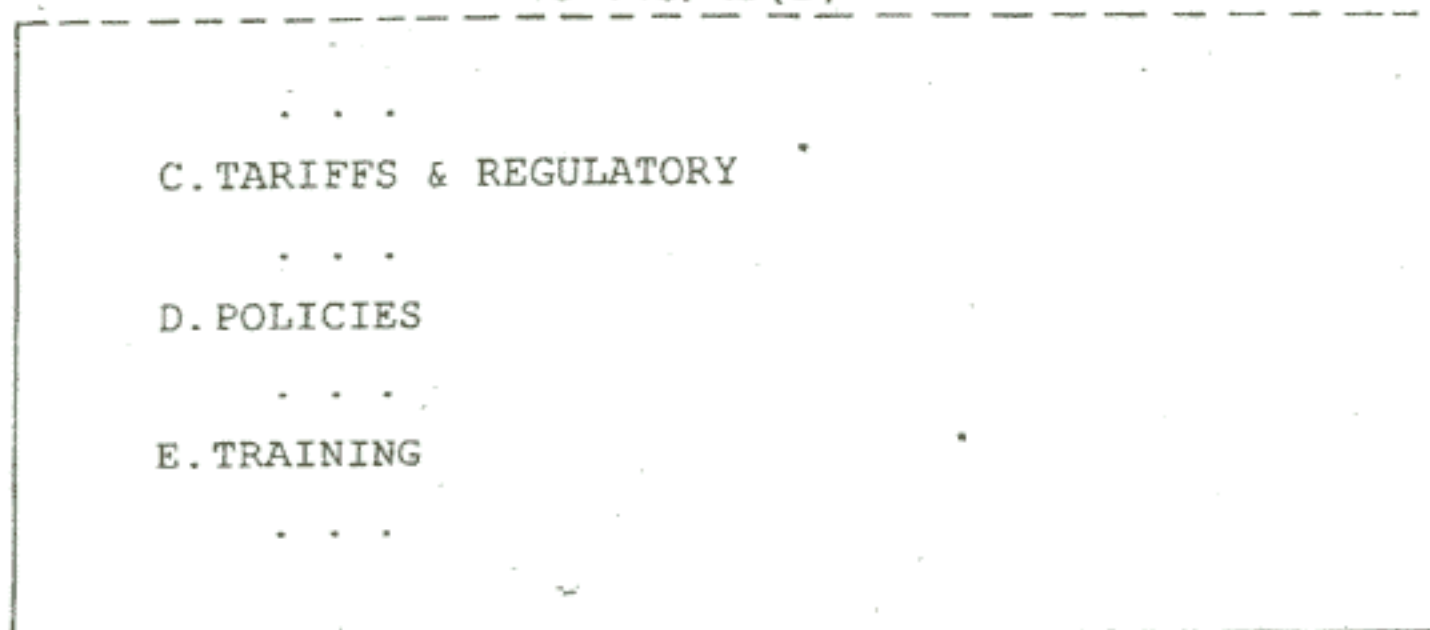 . . .
C.TARIFFS & REGULATORY
. . .
D.POLICIES
. . .
E.TRAINING
. . .